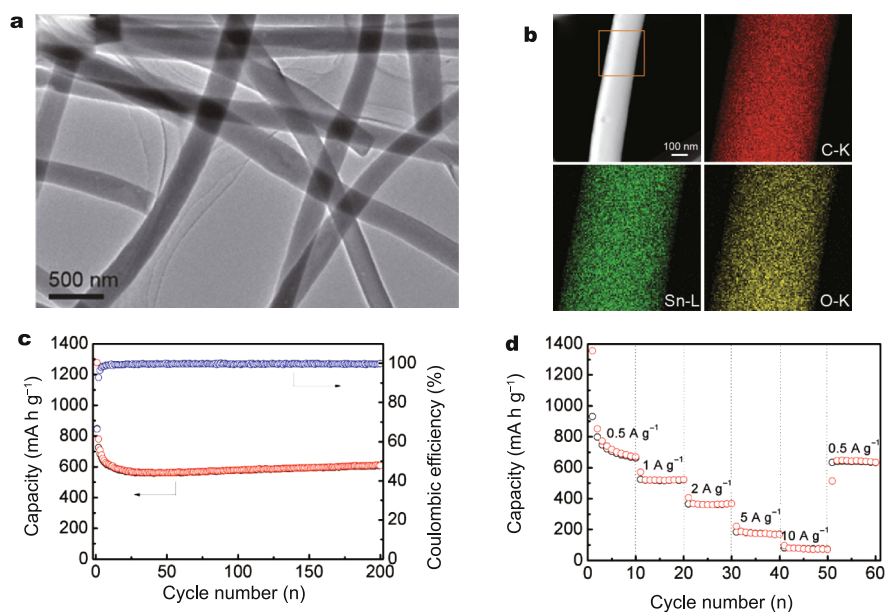 a
500 nm
b
100 nm
C-K
Sn-L
O-K
c
1400
1200
1000
800
600
400
200
0
Capacity (mA h g⁻¹)
0
50
100
150
200
Cycle number (n)
100
80
60
40
20
0
Coulombic efficiency (%)
d
1400
1200
1000
800
600
400
200
0
Capacity (mA h g⁻¹)
0.5 A g⁻¹
1 A g⁻¹
2 A g⁻¹
5 A g⁻¹
10 A g⁻¹
0.5 A g⁻¹
0
10
20
30
40
50
60
Cycle number (n)